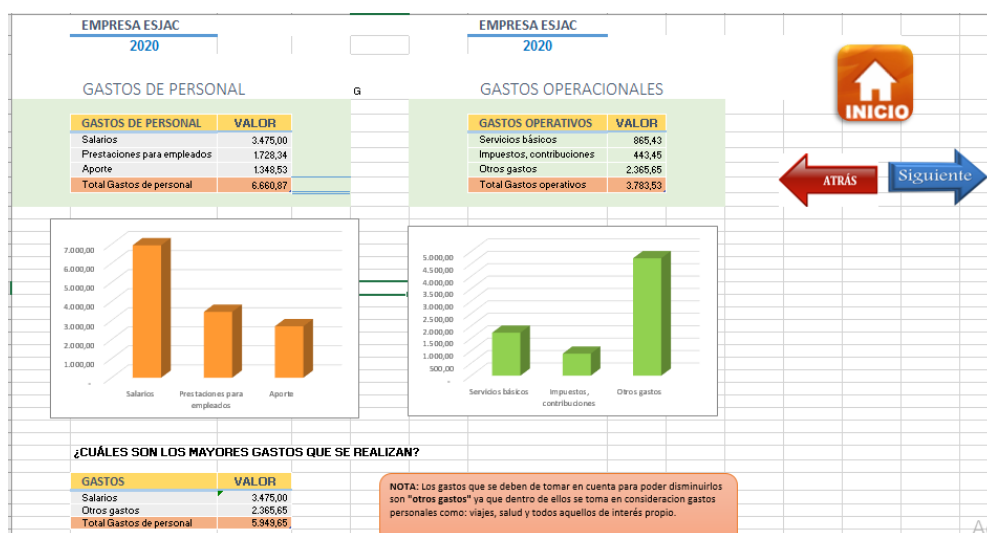 EMPRESA ESJAC
2020
GASTOS DE PERSONAL
G
GASTOS DE PERSONAL VALOR
Salarios 3.475,00
Prestaciones para empleados 1.728,34
Aporte 1.348,53
Total Gastos de personal 6.660,87
EMPRESA ESJAC
2020
GASTOS OPERACIONALES
GASTOS OPERATIVOS VALOR
Servicios básicos 865,43
Impuestos, contribuciones 443,45
Otros gastos 2.365,65
Total Gastos operativos 3.783,53
INICIO
ATRÁS
Siguiente
7.000,00
6.000,00
5.000,00
4.000,00
3.000,00
2.000,00
1.000,00
-
Salarios
Prestaciones para
empleados
Aporte
5.000,00
4.500,00
4.000,00
3.500,00
3.000,00
2.500,00
2.000,00
1.500,00
1.000,00
500,00
-
Servicios básicos
Impuestos,
contribuciones
Otros gastos
¿CUÁLES SON LOS MAYORES GASTOS QUE SE REALIZAN?
GASTOS VALOR
Salarios 3.475,00
Otros gastos 2.365,65
Total Gastos de personal 5.949,65
NOTA: Los gastos que se deben de tomar en cuenta para poder disminuirlos
son "otros gastos" ya que dentro de ellos se toma en consideracion gastos
personales como: viajes, salud y todos aquellos de interés propio.